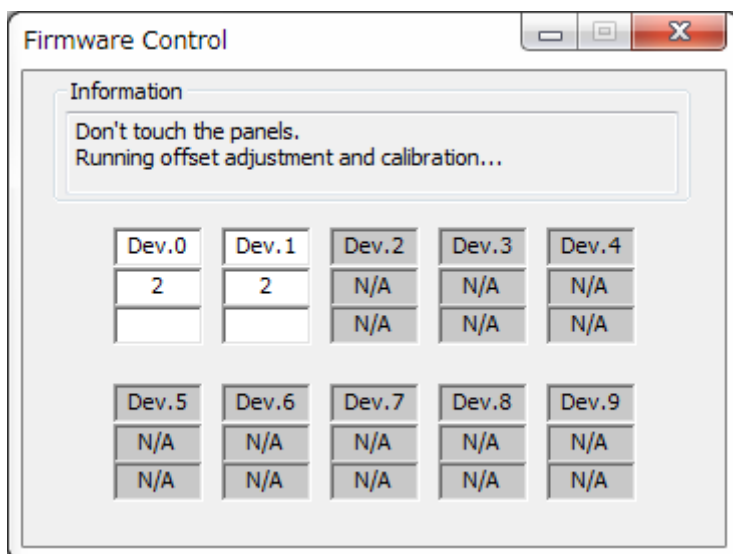 Firmware Control
Information
Don't touch the panels.
Running offset adjustment and calibration...
Dev.0 Dev.1 Dev.2 Dev.3 Dev.4
2 2 N/A N/A N/A
N/A N/A N/A
Dev.5 Dev.6 Dev.7 Dev.8 Dev.9
N/A N/A N/A N/A N/A
N/A N/A N/A N/A N/A